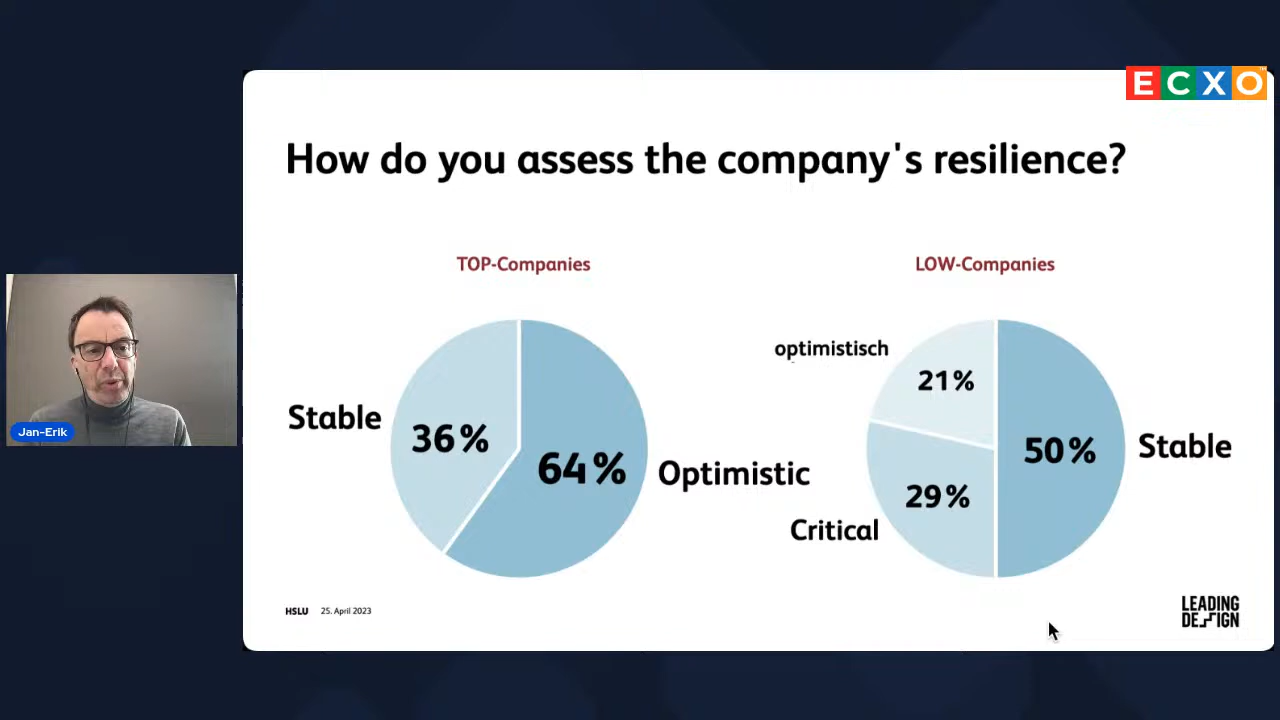 ECXO
How do you assess the company's resilience?
TOP-Companies
LOW-Companies
optimistisch
21%
Stable
36%
64%
Optimistic
50%
Stable
29%
Critical
Jan-Erik
HSLU 25. April 2023
LEADING
DESIGN